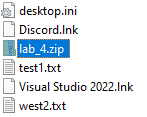 desktop.ini
Discord.lnk
lab_4.zip
test1.txt
Visual Studio 2022.lnk
west2.txt